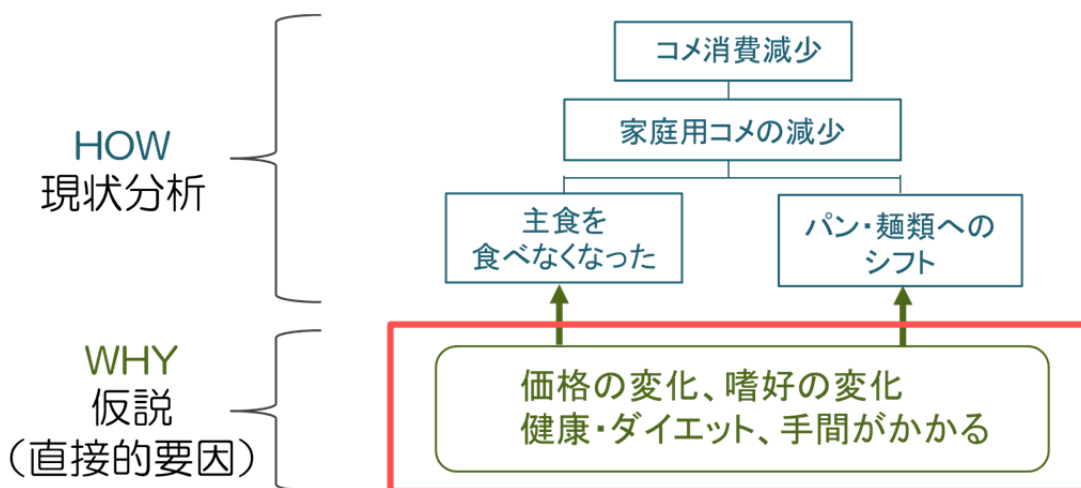 コメ消費減少
家庭用コメの減少
HOW
現状分析
主食を
食べなくなった
パン・麺類への
シフト
WHY
仮説
（直接的要因）
価格の変化、嗜好の変化
健康・ダイエット、手間がかかる